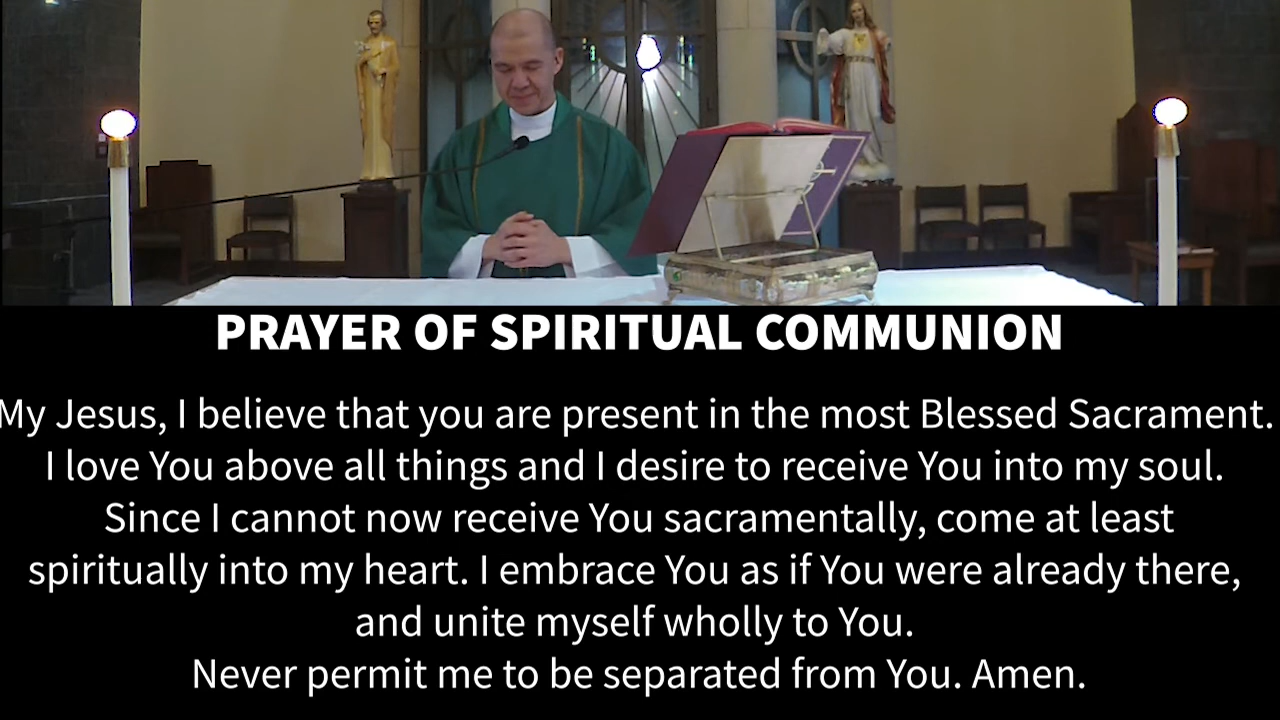 PRAYER OF SPIRITUAL COMMUNION
My Jesus, I believe that you are present in the most Blessed Sacrament.
I love You above all things and I desire to receive You into my soul.
Since I cannot now receive You sacramentally, come at least
spiritually into my heart. I embrace You as if You were already there,
and unite myself wholly to You.
Never permit me to be separated from You. Amen.